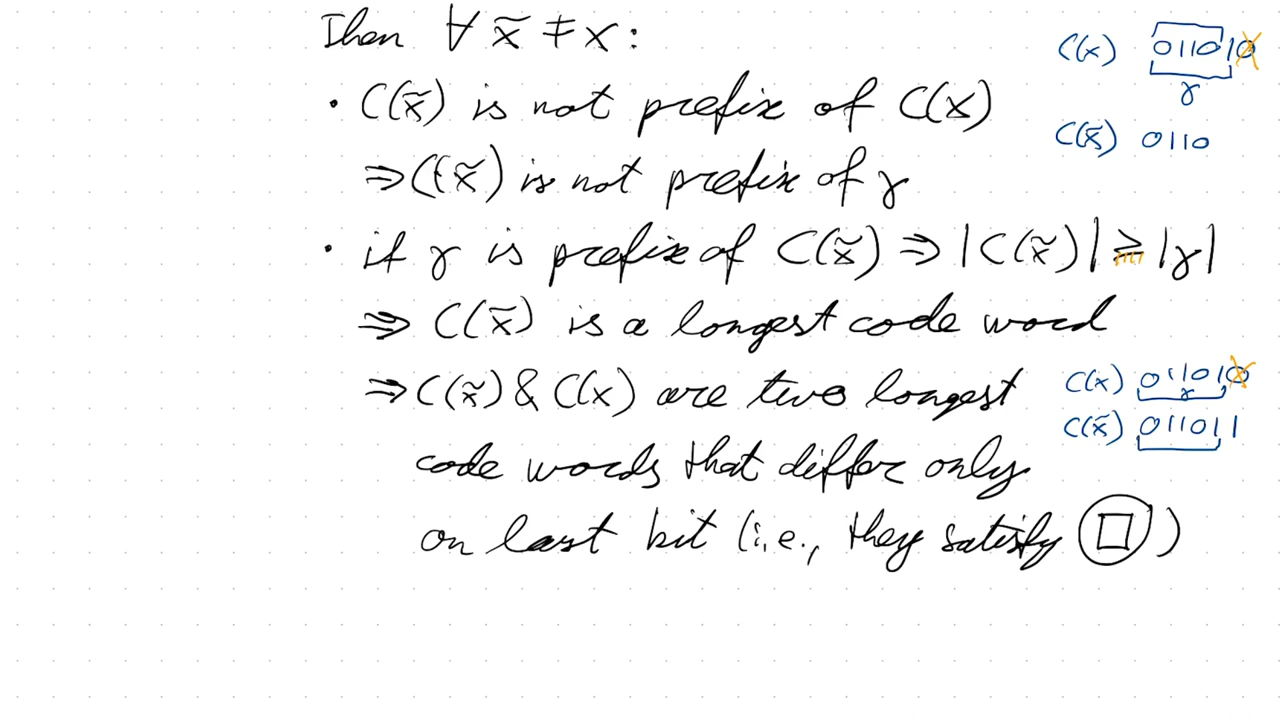 Then ∀ x̃ ≠ x:
• C(x̃) is not prefix of C(x)
⇒ C(x̃) is not prefix of γ
• if γ is prefix of C(x̃) ⇒ |C(x̃)| ≥ |γ|
⇒ C(x̃) is a longest code word
⇒ C(x̃) & C(x) are two longest
code words that differ only
on last bit (i.e., they satisfy □)
C(x) 011010
γ
C(x̃) 0110
C(x) 011010
γ
C(x̃) 011011